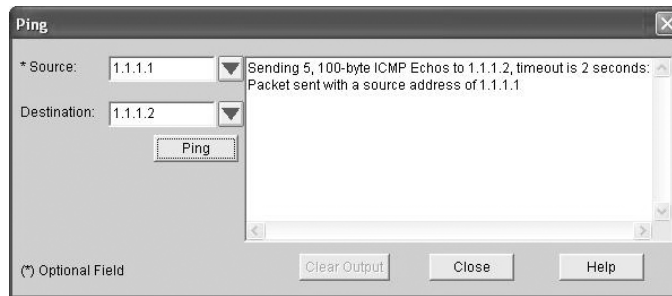 Ping
* Source:
1.1.1.1
Sending 5, 100-byte ICMP Echos to 1.1.1.2, timeout is 2 seconds:
Packet sent with a source address of 1.1.1.1
Destination:
1.1.1.2
Ping
(*) Optional Field
Clear Output
Close
Help